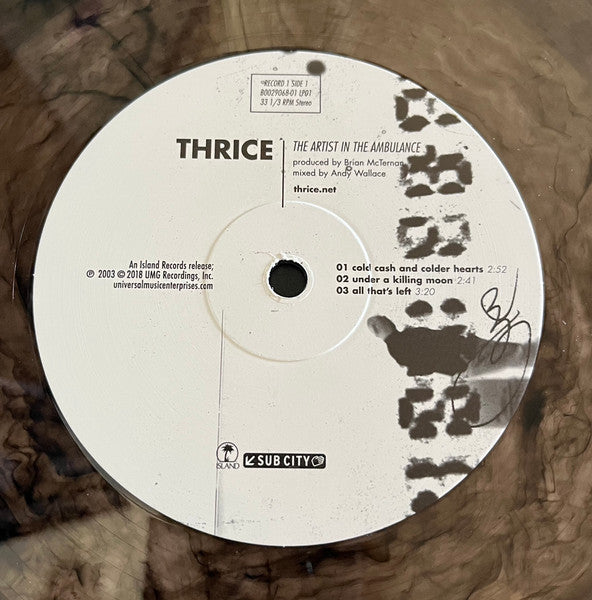 RECORD 1 SIDE 1
B0029068-01 LP01
33 1/3 RPM Stereo
THRICE
THE ARTIST IN THE AMBULANCE
produced by Brian McTernan
mixed by Andy Wallace
thrice.net
An Island Records release;
℗ 2003 © 2018 UMG Recordings, Inc.
universalmusicenterprises.com
01 cold cash and colder hearts 2:52
02 under a killing moon 2:41
03 all that's left 3:20
ISLAND
SUB CITY